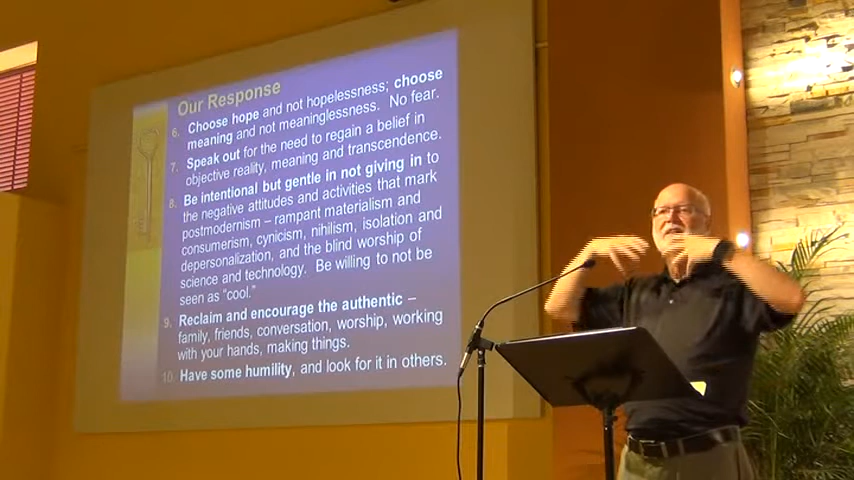 Our Response
6. Choose hope and not hopelessness; choose
meaning and not meaninglessness. No fear.
7. Speak out for the need to regain a belief in
objective reality, meaning and transcendence.
8. Be intentional but gentle in not giving in to
the negative attitudes and activities that mark
postmodernism – rampant materialism and
consumerism, cynicism, nihilism, isolation and
depersonalization, and the blind worship of
science and technology. Be willing to not be
seen as “cool.”
9. Reclaim and encourage the authentic –
family, friends, conversation, worship, working
with your hands, making things.
10. Have some humility, and look for it in others.